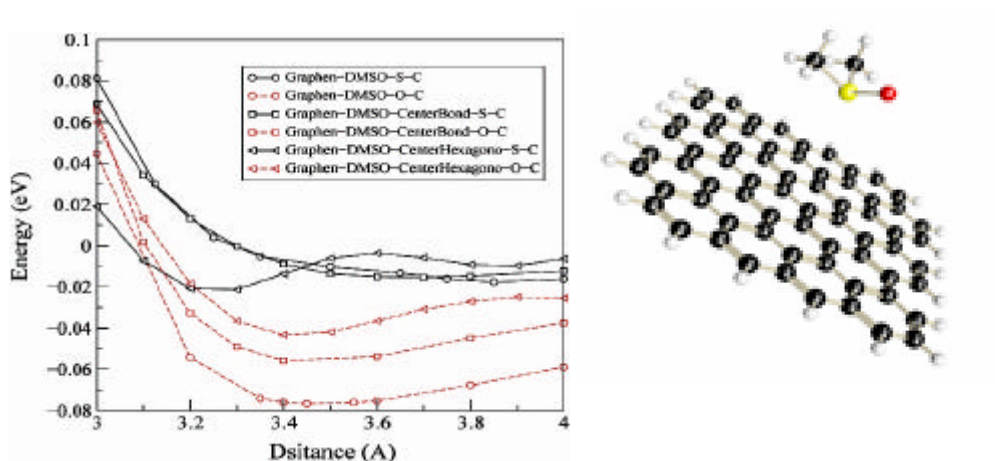 0.1
0.08
0.06
0.04
0.02
0
-0.02
-0.04
-0.06
-0.08
Energy (eV)
Graphen-DMSO-S-C
Graphen-DMSO-O-C
Graphen-DMSO-CenterBond-S-C
Graphen-DMSO-CenterBond-O-C
Graphen-DMSO-CenterHexagono-S-C
Graphen-DMSO-CenterHexagono-O-C
3 3.2 3.4 3.6 3.8 4
Dsitance (A)